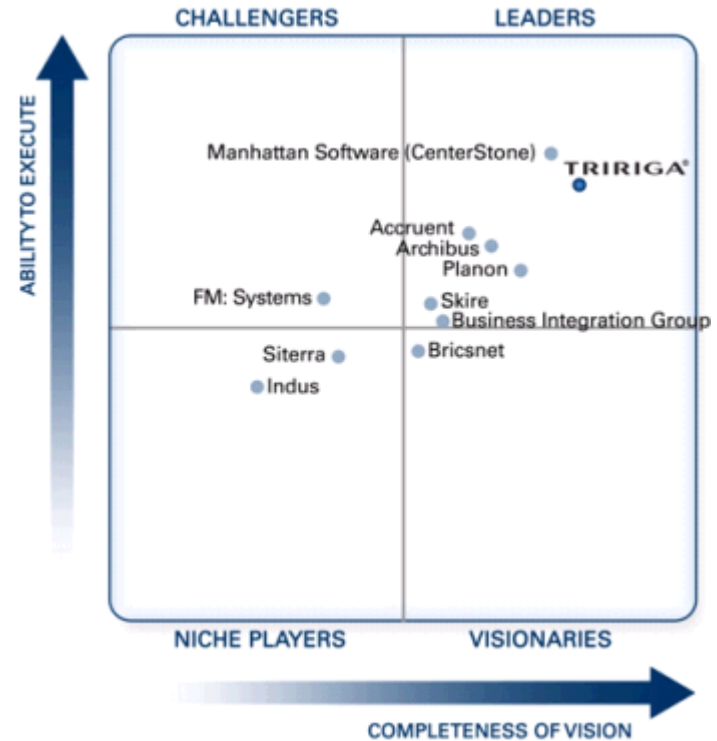 CHALLENGERS
LEADERS
ABILITY TO EXECUTE
Manhattan Software (CenterStone)
TRIRIGA®
Accruent
Archibus
Planon
FM: Systems
Skire
Business Integration Group
Siterra
Bricsnet
Indus
NICHE PLAYERS
VISIONARIES
COMPLETENESS OF VISION